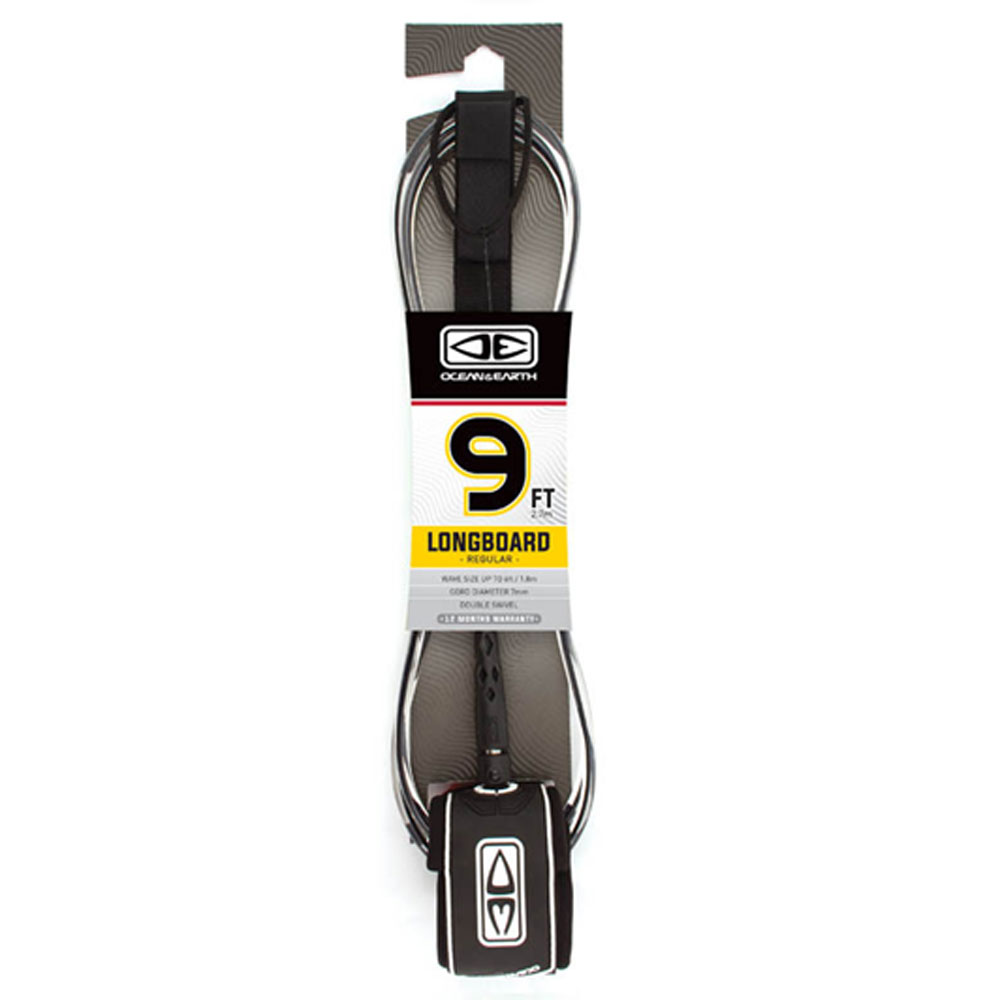 OCEAN&EARTH
9
FT
2.7m
LONGBOARD
- REGULAR -
WAVE SIZE UP TO 6ft / 1.8m
CORD DIAMETER 7mm
DOUBLE SWIVEL
• 12 MONTHS WARRANTY •